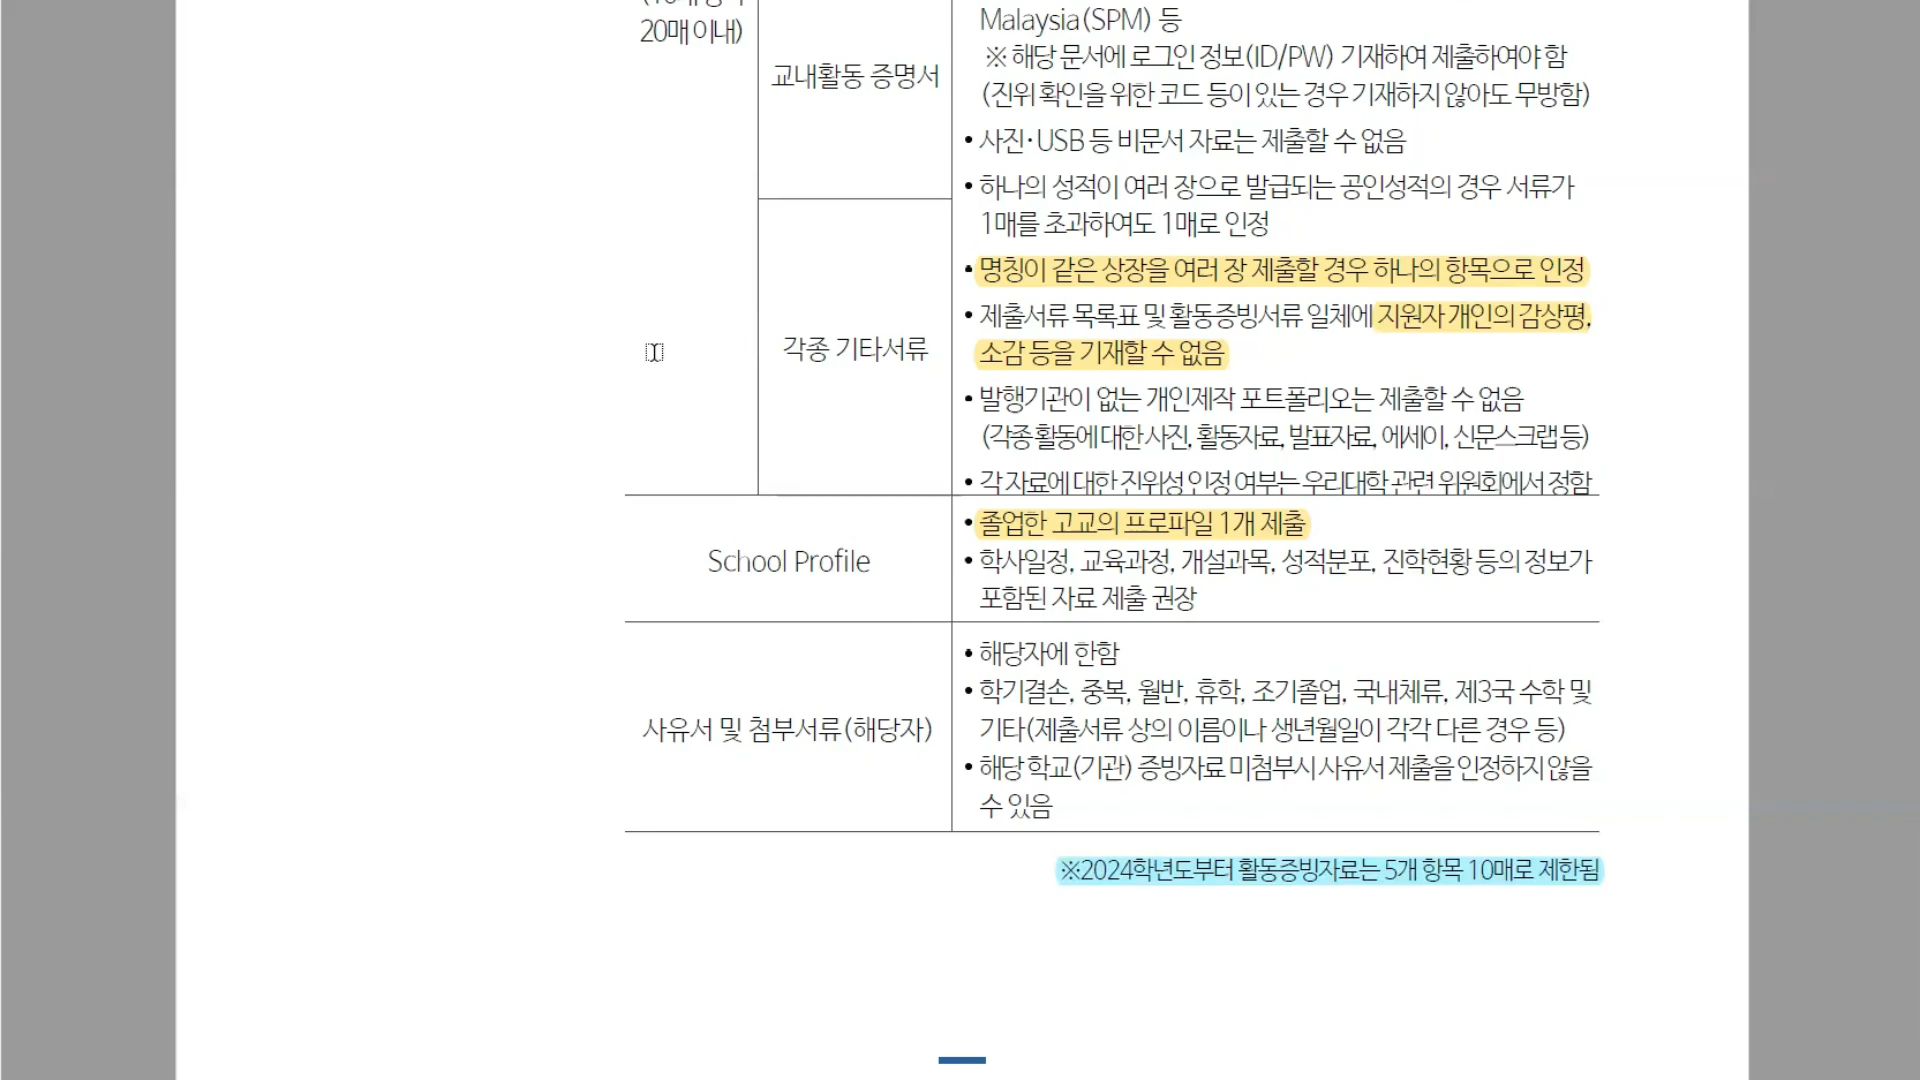 20매 이내)
교내활동 증명서
Malaysia(SPM) 등
※ 해당 문서에 로그인 정보(ID/PW) 기재하여 제출하여야 함
(진위 확인을 위한 코드 등이 있는 경우 기재하지 않아도 무방함)
• 사진·USB 등 비문서 자료는 제출할 수 없음
• 하나의 성적이 여러 장으로 발급되는 공인성적의 경우 서류가
1매를 초과하여도 1매로 인정
• 명칭이 같은 상장을 여러 장 제출할 경우 하나의 항목으로 인정
각종 기타서류
• 제출서류 목록표 및 활동증빙서류 일체에 지원자 개인의 감상평,
소감 등을 기재할 수 없음
• 발행기관이 없는 개인제작 포트폴리오는 제출할 수 없음
(각종 활동에 대한 사진, 활동자료, 발표자료, 에세이, 신문스크랩 등)
• 각 자료에 대한 진위성 인정 여부는 우리대학 관련 위원회에서 정함
School Profile
• 졸업한 고교의 프로파일 1개 제출
• 학사일정, 교육과정, 개설과목, 성적분포, 진학현황 등의 정보가
포함된 자료 제출 권장
사유서 및 첨부서류(해당자)
• 해당자에 한함
• 학기결손, 중복, 월반, 휴학, 조기졸업, 국내체류, 제3국 수학 및
기타(제출서류 상의 이름이나 생년월일이 각각 다른 경우 등)
• 해당 학교(기관) 증빙자료 미첨부시 사유서 제출을 인정하지 않을
수 있음
※2024학년도부터 활동증빙자료는 5개 항목 10매로 제한됨